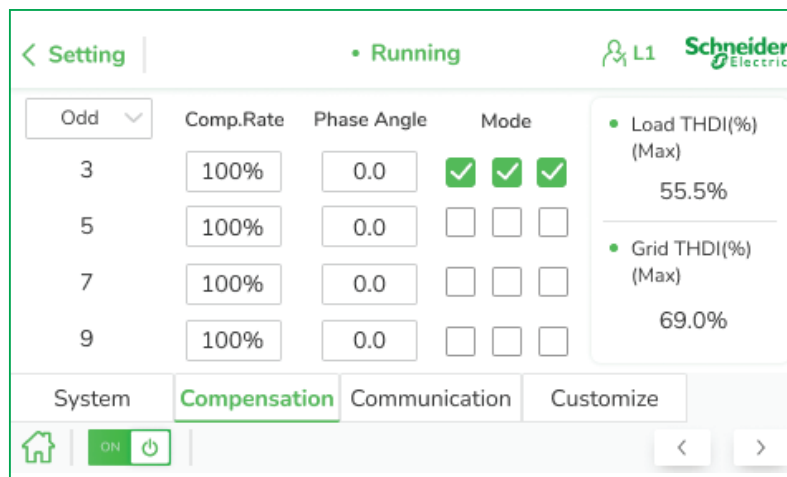 Setting
• Running
L1
Schneider
Electric
Odd
Comp.Rate
Phase Angle
Mode
3
100%
0.0
5
100%
0.0
7
100%
0.0
9
100%
0.0
• Load THDI(%)
(Max)
55.5%
• Grid THDI(%)
(Max)
69.0%
System
Compensation
Communication
Customize
ON